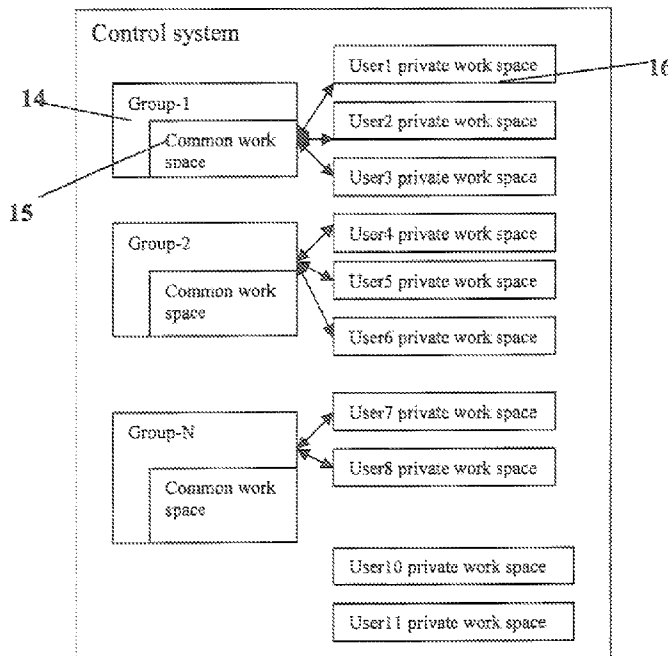 Control system
User1 private work space
16
14
Group-1
User2 private work space
Common work
space
15
User3 private work space
Group-2
User4 private work space
User5 private work space
Common work
space
User6 private work space
Group-N
User7 private work space
User8 private work space
Common work
space
User10 private work space
User11 private work space